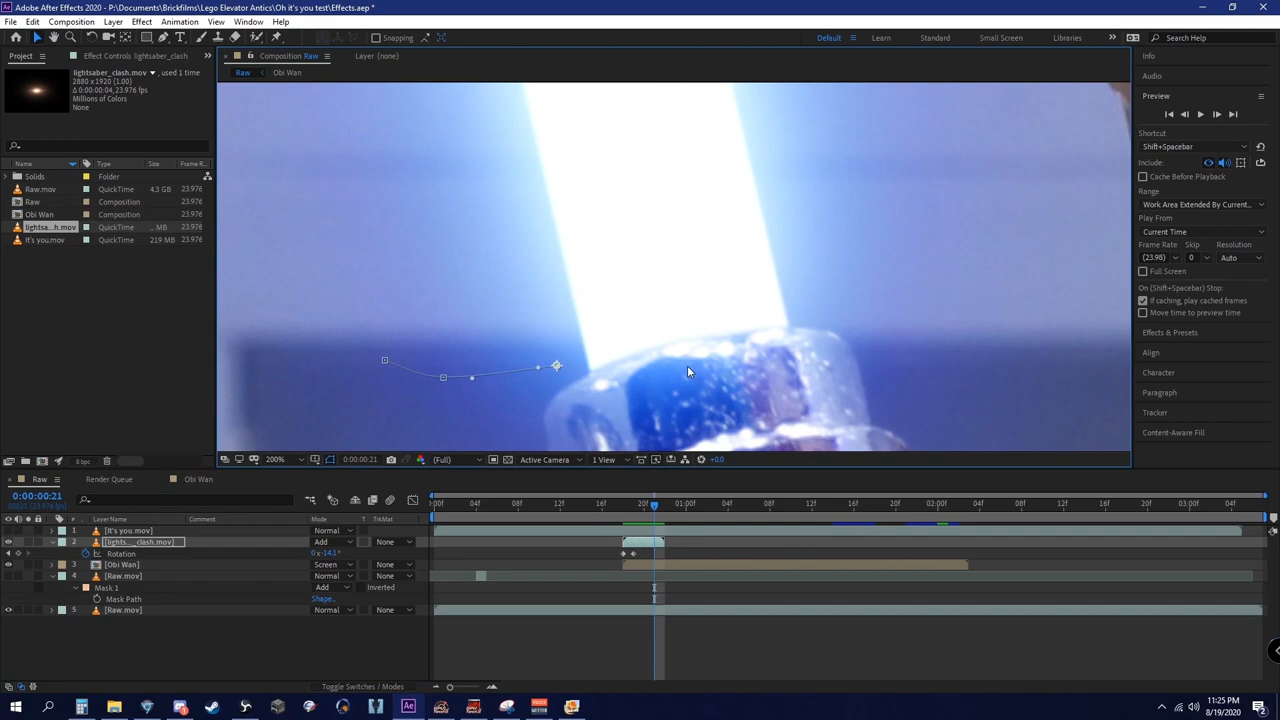 Adobe After Effects 2020 - P:\Documents\Brickfilms\Lego Elevator Antics\Oh it's you test\Effects.aep *
File Edit Composition Layer Effect Animation View Window Help
Snapping Default Learn Standard Small Screen Libraries Search Help
Project Effect Controls lightsaber_clash.mov
Composition Raw Layer (none)
Raw Obi Wan
lightsaber_clash.mov, used 1 time
2880 x 1920 (1.00)
Δ 0:00:00:04, 23.976 fps
Millions of Colors
None
Name Type Size Frame R...
Solids Folder
Raw.mov QuickTime 4.3 GB 23.976
Raw Composition 23.976
Obi Wan Composition 23.976
lightsa...h.mov QuickTime ... MB 23.976
It's you.mov QuickTime 219 MB 23.976
8 bpc
200% 0:00:00:21 (Full) Active Camera 1 View +0.0
Info
Audio
Preview
Shortcut
Shift+Spacebar
Include:
Cache Before Playback
Range
Work Area Extended By Current...
Play From
Current Time
Frame Rate Skip Resolution
(23.98) 0 Auto
Full Screen
On (Shift+Spacebar) Stop:
If caching, play cached frames
Move time to preview time
Effects & Presets
Align
Character
Paragraph
Tracker
Content-Aware Fill
Raw Render Queue Obi Wan
0:00:00:21
00021 (23.976 fps)
:00f 04f 08f 12f 16f 20f 01:00f 04f 08f 12f 16f 20f 02:00f 04f 08f 12f 16f 20f 03:00f 04f
# Layer Name Comment Mode T TrkMat
1 [It's you.mov] Normal
2 [lights..._clash.mov] Add None
Rotation 0x-14.1°
3 [Obi Wan] Screen None
4 [Raw.mov] Normal None
Mask 1 Add Inverted
Mask Path Shape...
5 [Raw.mov] Normal None
Toggle Switches / Modes
11:25 PM
8/19/2020
2